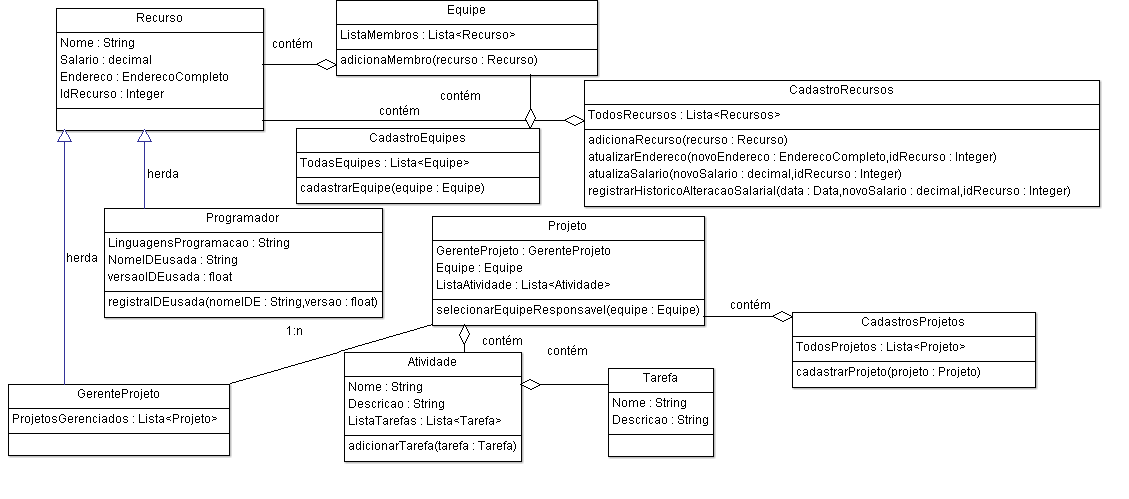 Recurso
Nome : String
Salario : decimal
Endereco : EnderecoCompleto
IdRecurso : Integer
contém
Equipe
ListaMembros : Lista<Recurso>
adicionaMembro(recurso : Recurso)
contém
contém
CadastroRecursos
TodosRecursos : Lista<Recursos>
adicionaRecurso(recurso : Recurso)
atualizarEndereco(novoEndereco : EnderecoCompleto,idRecurso : Integer)
atualizaSalario(novoSalario : decimal,idRecurso : Integer)
registrarHistoricoAlteracaoSalarial(data : Data,novoSalario : decimal,idRecurso : Integer)
CadastroEquipes
TodasEquipes : Lista<Equipe>
cadastrarEquipe(equipe : Equipe)
herda
herda
Programador
LinguagensProgramacao : String
NomeIDEusada : String
versaoIDEusada : float
registraIDEusada(nomeIDE : String,versao : float)
Projeto
GerenteProjeto : GerenteProjeto
Equipe : Equipe
ListaAtividade : Lista<Atividade>
selecionarEquipeResponsavel(equipe : Equipe)
contém
CadastrosProjetos
TodosProjetos : Lista<Projeto>
cadastrarProjeto(projeto : Projeto)
1:n
contém
contém
Atividade
Nome : String
Descricao : String
ListaTarefas : Lista<Tarefa>
adicionarTarefa(tarefa : Tarefa)
Tarefa
Nome : String
Descricao : String
GerenteProjeto
ProjetosGerenciados : Lista<Projeto>